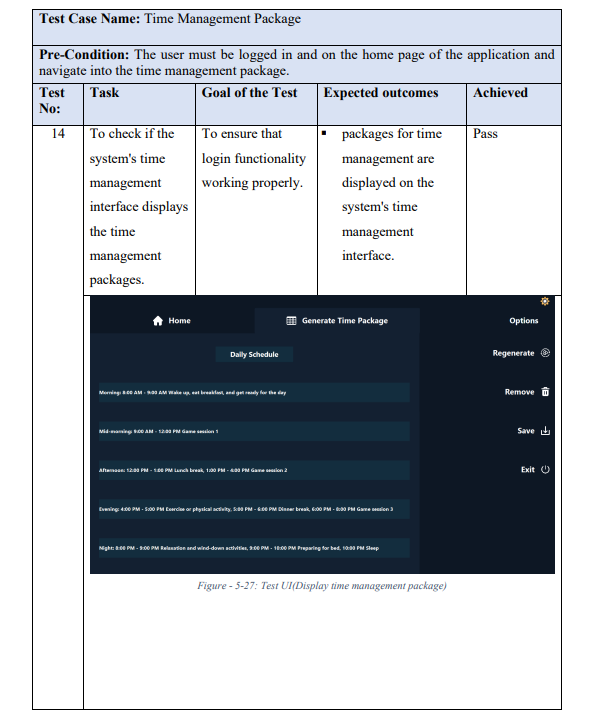 Test Case Name: Time Management Package
Pre-Condition: The user must be logged in and on the home page of the application and
navigate into the time management package.
Test No:
Task
Goal of the Test
Expected outcomes
Achieved
14
To check if the
system's time
management
interface displays
the time
management
packages.
To ensure that
login functionality
working properly.
▪ packages for time
management are
displayed on the
system's time
management
interface.
Pass
Home
Generate Time Package
Options
Daily Schedule
Regenerate
Morning: 8:00 AM - 9:00 AM Wake up, eat breakfast, and get ready for the day
Remove
Mid-morning: 9:00 AM - 12:00 PM Game session 1
Save
Afternoon: 12:00 PM - 1:00 PM Lunch break, 1:00 PM - 4:00 PM Game session 2
Exit
Evening: 4:00 PM - 5:00 PM Exercise or physical activity, 5:00 PM - 6:00 PM Dinner break, 6:00 PM - 8:00 PM Game session 3
Night: 8:00 PM - 9:00 PM Relaxation and wind-down activities, 9:00 PM - 10:00 PM Preparing for bed, 10:00 PM Sleep
Figure - 5-27: Test UI(Display time management package)